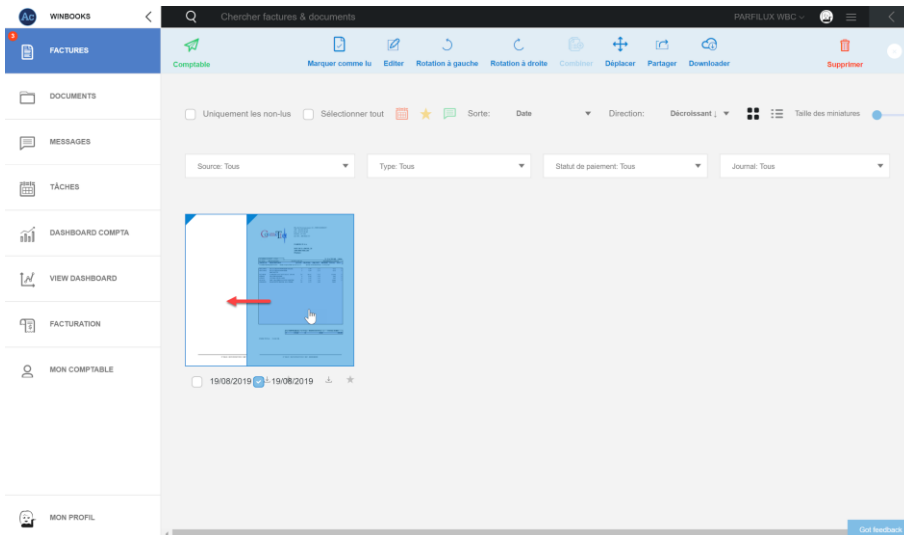 Ac WINBOOKS
Chercher factures & documents
PARFILUX WBC
3
FACTURES
DOCUMENTS
MESSAGES
TÂCHES
DASHBOARD COMPTA
VIEW DASHBOARD
FACTURATION
MON COMPTABLE
MON PROFIL
Comptable
Marquer comme lu Editer Rotation à gauche Rotation à droite Combiner Déplacer Partager Downloader
Supprimer
Uniquement les non-lus Sélectionner tout Sorte: Date Direction: Décroissant ↓ Taille des miniatures
Source: Tous Type: Tous Statut de paiement: Tous Journal: Tous
19/08/2019 19/08/2019
Got feedback